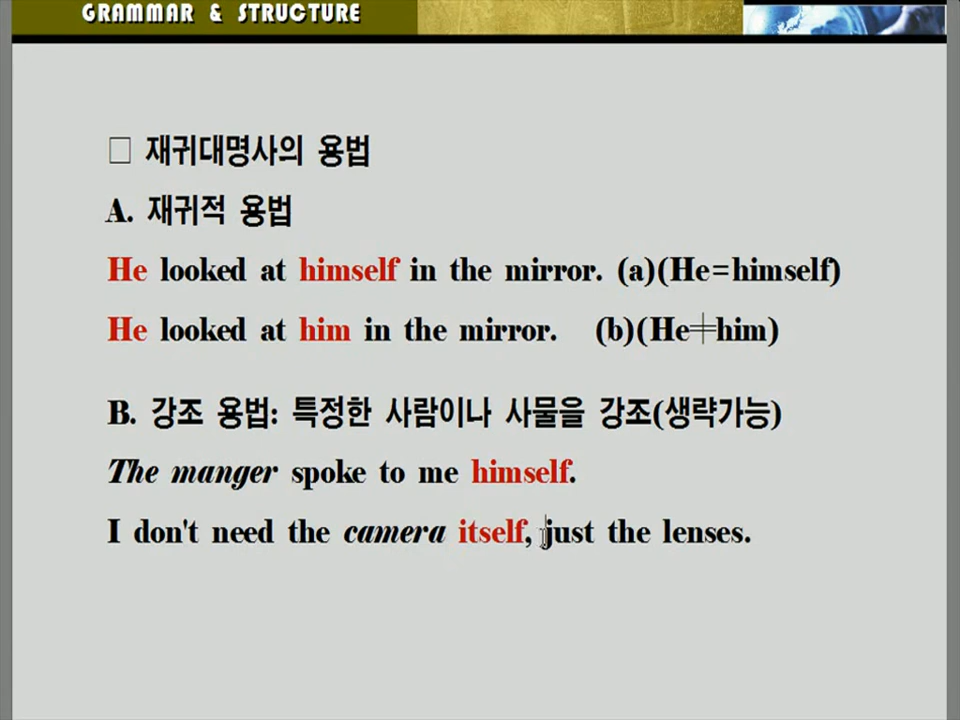 GRAMMAR & STRUCTURE
□ 재귀대명사의 용법
A. 재귀적 용법
He looked at himself in the mirror. (a)(He=himself)
He looked at him in the mirror. (b)(He≠him)
B. 강조 용법: 특정한 사람이나 사물을 강조(생략가능)
The manger spoke to me himself.
I don't need the camera itself, just the lenses.